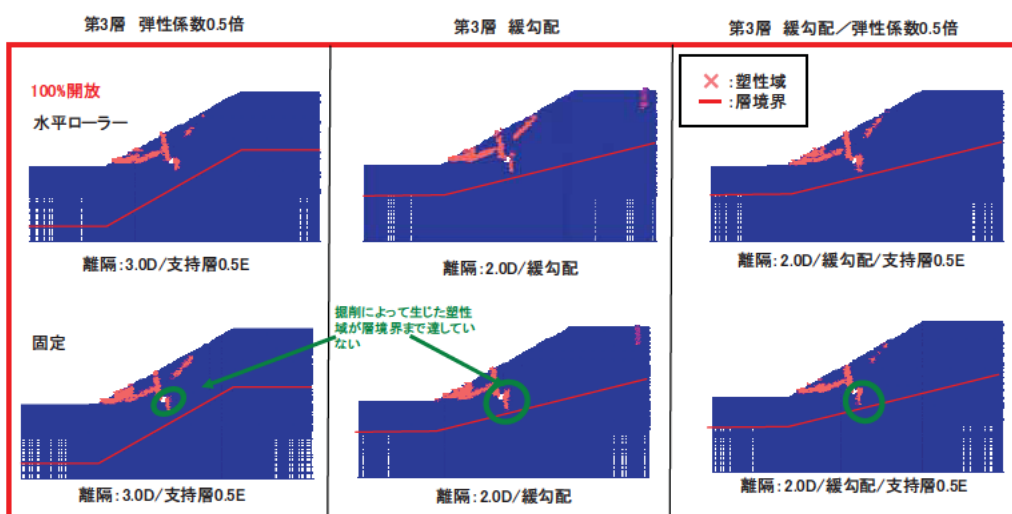 第3層 弾性係数0.5倍
第3層 緩勾配
第3層 緩勾配／弾性係数0.5倍
100%開放
水平ローラー
×:塑性域
ー:層境界
離隔:3.0D/支持層0.5E
離隔:2.0D/緩勾配
離隔:2.0D/緩勾配/支持層0.5E
固定
掘削によって生じた塑性
域が層境界まで達してい
ない
離隔:3.0D/支持層0.5E
離隔:2.0D/緩勾配
離隔:2.0D/緩勾配/支持層0.5E